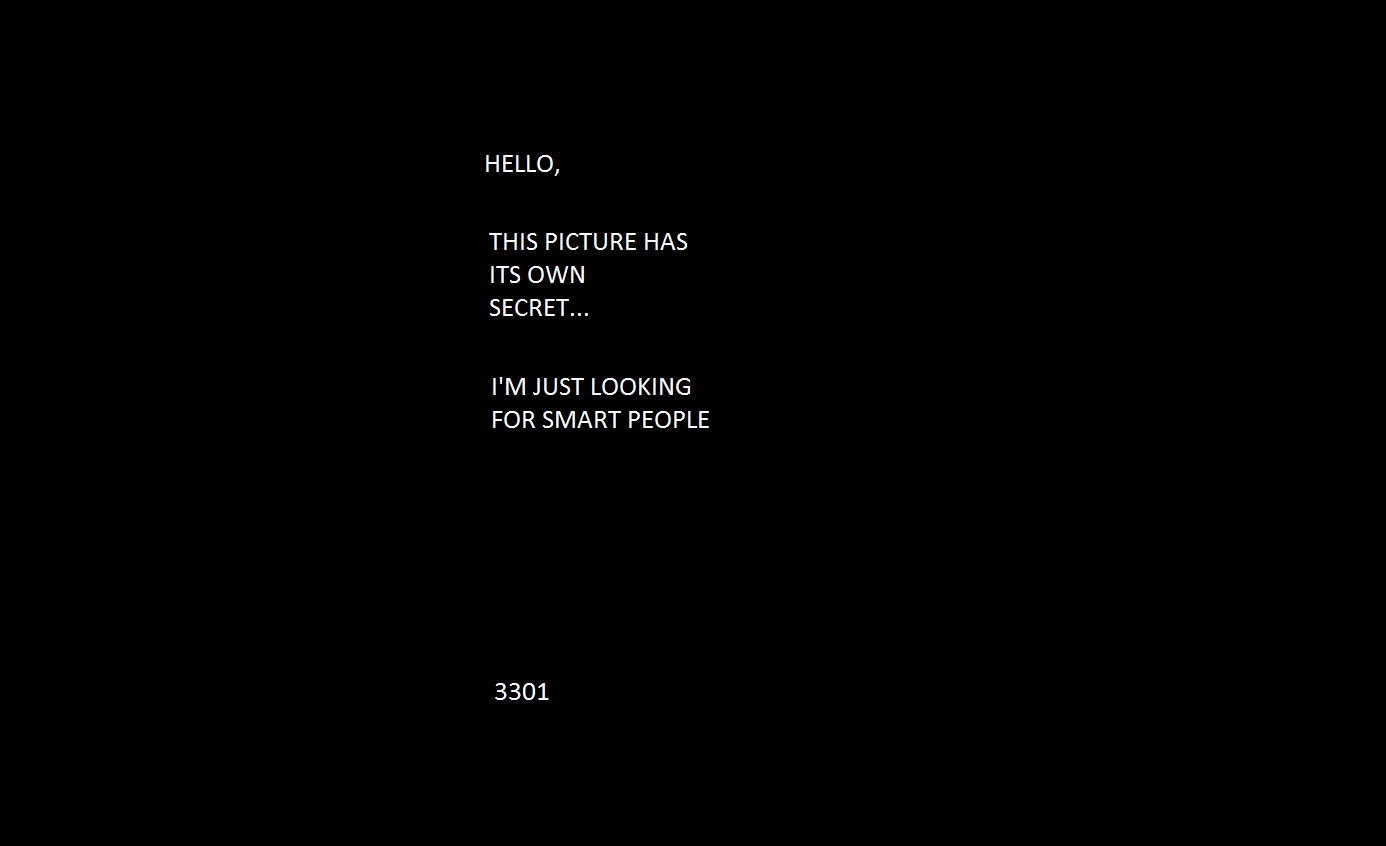 HELLO,
THIS PICTURE HAS
ITS OWN
SECRET...
I'M JUST LOOKING
FOR SMART PEOPLE
3301